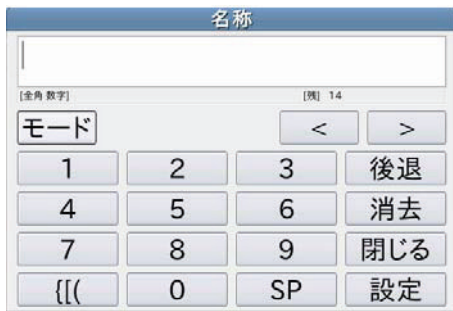 名称
[全角 数字] [残] 14
モード < >
1 2 3 後退
4 5 6 消去
7 8 9 閉じる
{[( 0 SP 設定